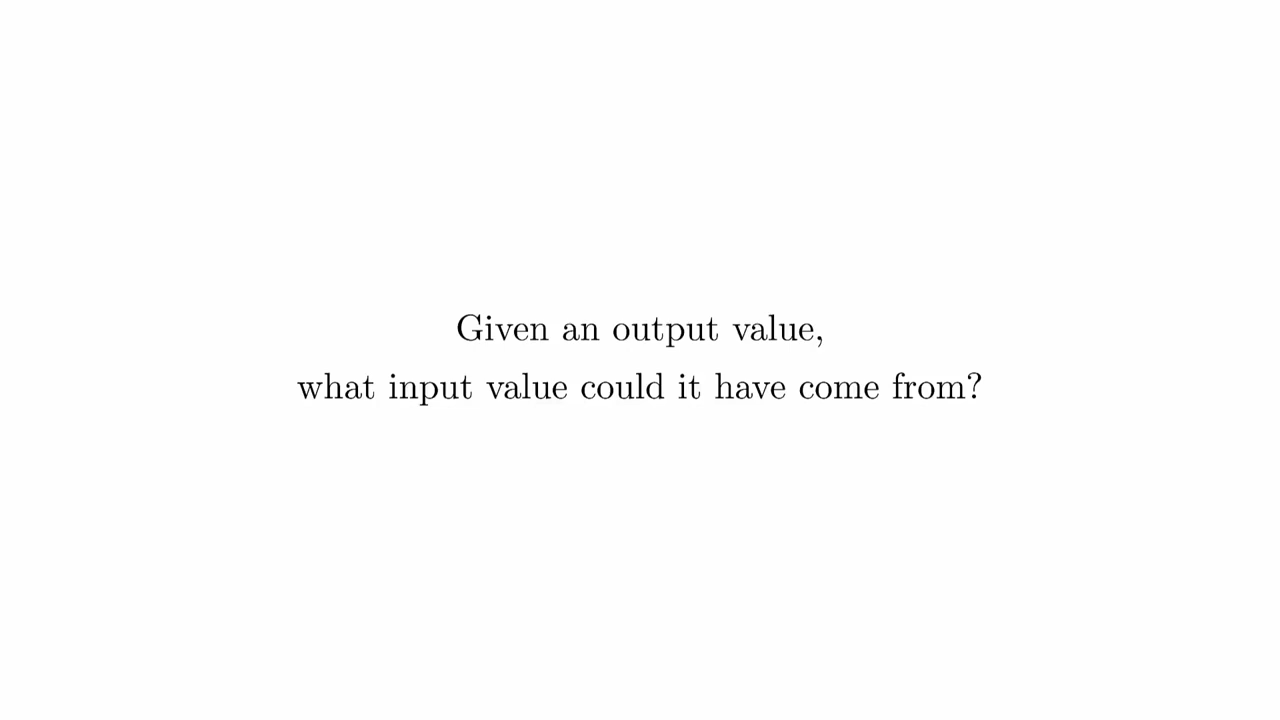 Given an output value,
what input value could it have come from?